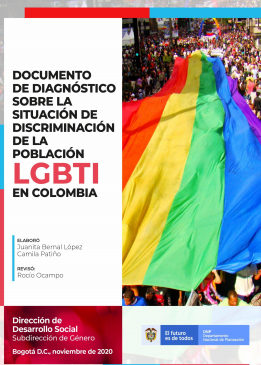 DOCUMENTO
DE DIAGNÓSTICO
SOBRE LA
SITUACIÓN DE
DISCRIMINACIÓN
DE LA
POBLACIÓN
LGBTI
EN COLOMBIA
ELABORÓ
Juanita Bernal López
Camila Patiño
REVISÓ:
Rocío Ocampo
Dirección de
Desarrollo Social
Subdirección de Género
Bogotá D.C., noviembre de 2020
El futuro
es de todos
DNP
Departamento
Nacional de Planeación